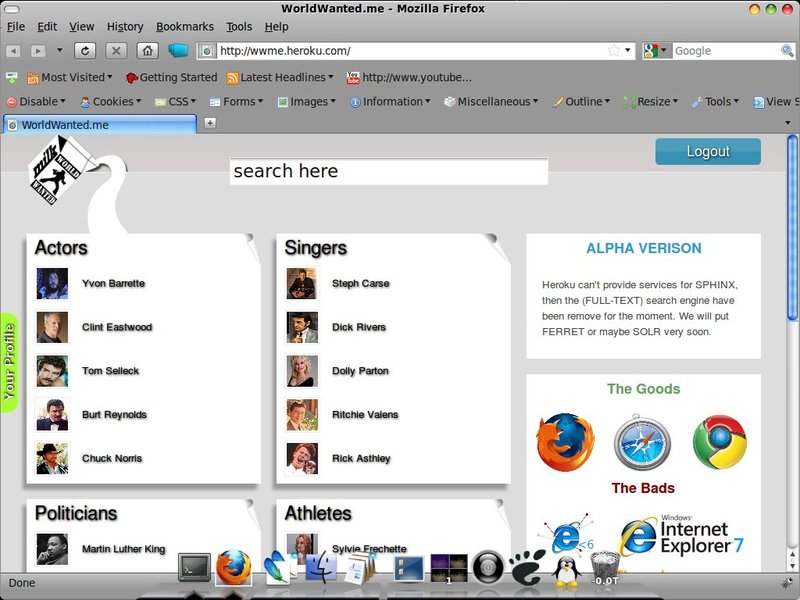 WorldWanted.me - Mozilla Firefox
File Edit View History Bookmarks Tools Help
http://wwme.heroku.com/
Google
Most Visited Getting Started Latest Headlines http://www.youtube...
Disable Cookies CSS Forms Images Information Miscellaneous Outline Resize Tools View S
WorldWanted.me
milk
WORLD
WANTED
search here
Logout
Your Profile
Actors
Yvon Barrette
Clint Eastwood
Tom Selleck
Burt Reynolds
Chuck Norris
Singers
Steph Carse
Dick Rivers
Dolly Parton
Ritchie Valens
Rick Asthley
ALPHA VERISON
Heroku can't provide services for SPHINX,
then the (FULL-TEXT) search engine have
been remove for the moment. We will put
FERRET or maybe SOLR very soon.
The Goods
The Bads
<6
Windows
Internet
Explorer 7
Politicians
Martin Luther King
Athletes
Sylvie Frechette
1
-0.0T
Done